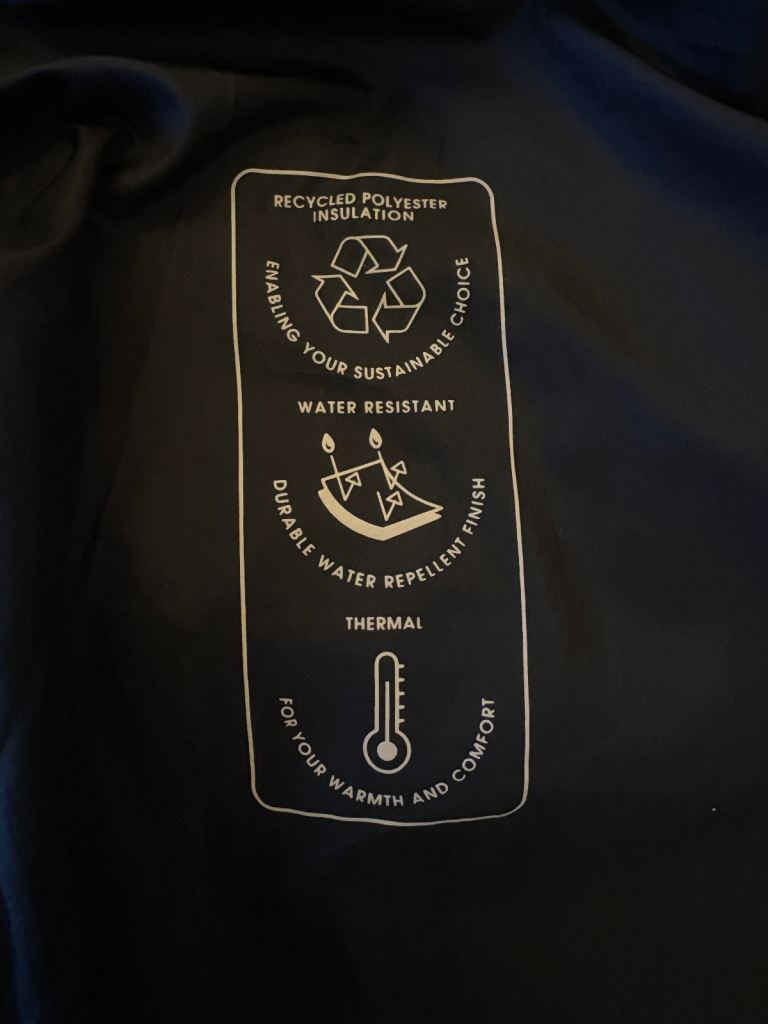 RECYCLED POLYESTER
INSULATION
ENABLING YOUR SUSTAINABLE CHOICE
WATER RESISTANT
DURABLE WATER REPELLENT FINISH
THERMAL
FOR YOUR WARMTH AND COMFORT